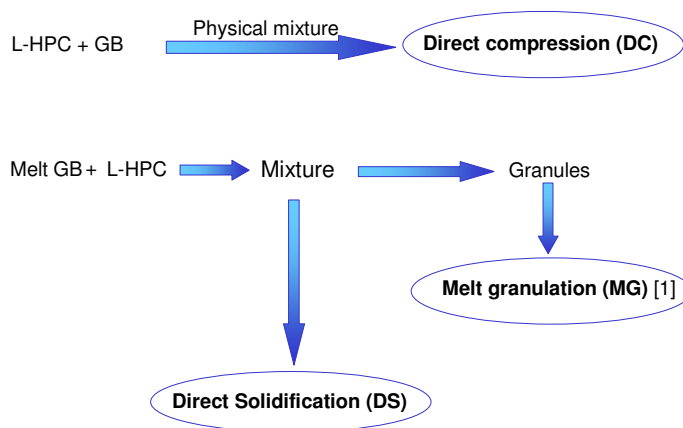 Physical mixture
L-HPC + GB
Direct compression (DC)
Melt GB + L-HPC
Mixture
Granules
Melt granulation (MG) [1]
Direct Solidification (DS)